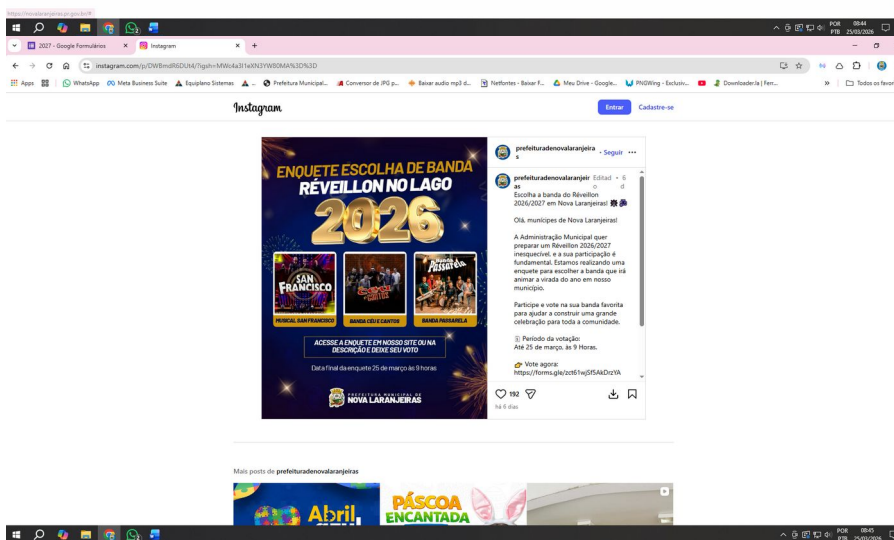 https://novalaranjeiras.pr.gov.br/#
POR 08:44
PTB 25/03/2026
2027 - Google Formulários
Instagram
instagram.com/p/DWBmdR6DUt4/?igsh=MWc4a3I1eXN3YW80MA%3D%3D
Apps
WhatsApp
Meta Business Suite
Equiplano Sistemas
Prefeitura Municipal...
Conversor de JPG p...
Baixar audio mp3 d...
Netfontes - Baixar F...
Meu Drive - Google...
PNGWing - Exclusiv...
Downloader.la | Ferr...
Todos os favor
Instagram
Entrar
Cadastre-se
ENQUETE ESCOLHA DE BANDA
RÉVEILLON NO LAGO
2026
SAN FRANCISCO
Banda Passarela
MUSICAL SAN FRANCISCO
BANDA CÉU E CANTOS
BANDA PASSARELA
ACESSE A ENQUETE EM NOSSO SITE OU NA
DESCRIÇÃO E DEIXE SEU VOTO
Data final da enquete 25 de março às 9 horas
PREFEITURA MUNICIPAL DE
NOVA LARANJEIRAS
prefeituradenovalaranjeira
s
• Seguir •••
prefeituradenovalaranjeir Editad • 6
as o d
Escolha a banda do Réveillon
2026/2027 em Nova Laranjeiras! 🎆 🎇
Olá, munícipes de Nova Laranjeiras!
A Administração Municipal quer
preparar um Réveillon 2026/2027
inesquecível, e a sua participação é
fundamental. Estamos realizando uma
enquete para escolher a banda que irá
animar a virada do ano em nosso
município.
Participe e vote na sua banda favorita
para ajudar a construir uma grande
celebração para toda a comunidade.
🗓 Período da votação:
Até 25 de março, às 9 Horas.
👉 Vote agora:
https://forms.gle/zct61wjSf5AkDrzYA
192
há 6 dias
Mais posts de prefeituradenovalaranjeiras
Abril
PÁSCOA
ENCANTADA
POR 08:45
PTB 25/03/2026